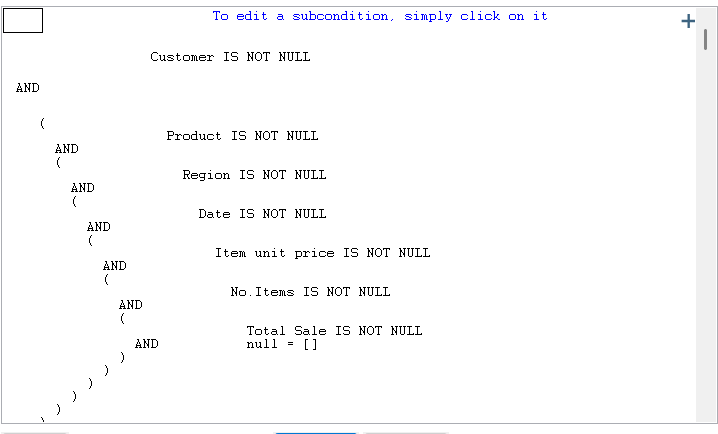 To edit a subcondition, simply click on it
+
Customer IS NOT NULL
AND
(
Product IS NOT NULL
AND
(
Region IS NOT NULL
AND
(
Date IS NOT NULL
AND
(
Item unit price IS NOT NULL
AND
(
No.Items IS NOT NULL
AND
(
Total Sale IS NOT NULL
AND null = []
)
)
)
)
)
)